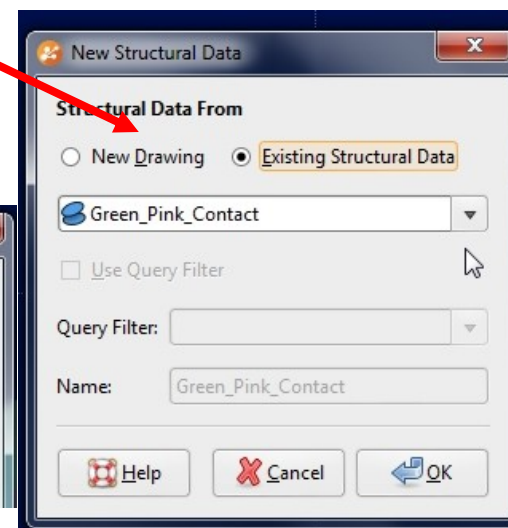 New Structural Data
Structural Data From
New Drawing Existing Structural Data
Green_Pink_Contact
Use Query Filter
Query Filter:
Name: Green_Pink_Contact
Help Cancel OK